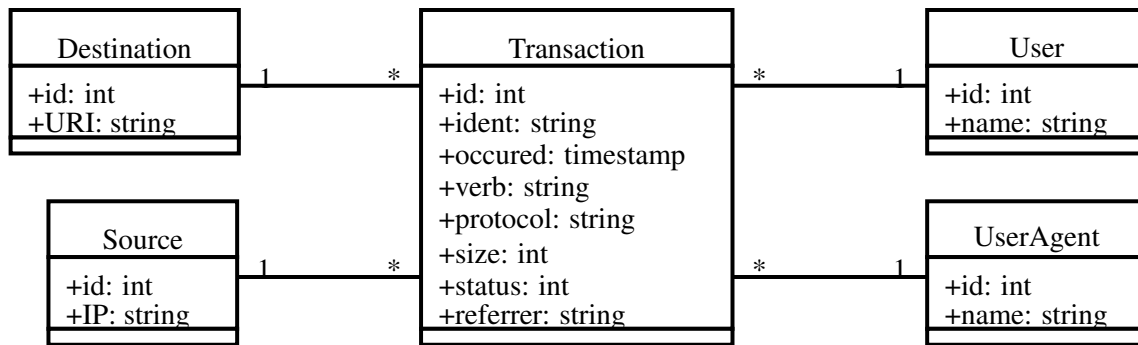 Destination
+id: int
+URI: string
1
*
Transaction
+id: int
+ident: string
+occured: timestamp
+verb: string
+protocol: string
+size: int
+status: int
+referrer: string
*
1
User
+id: int
+name: string
Source
+id: int
+IP: string
1
*
*
1
UserAgent
+id: int
+name: string